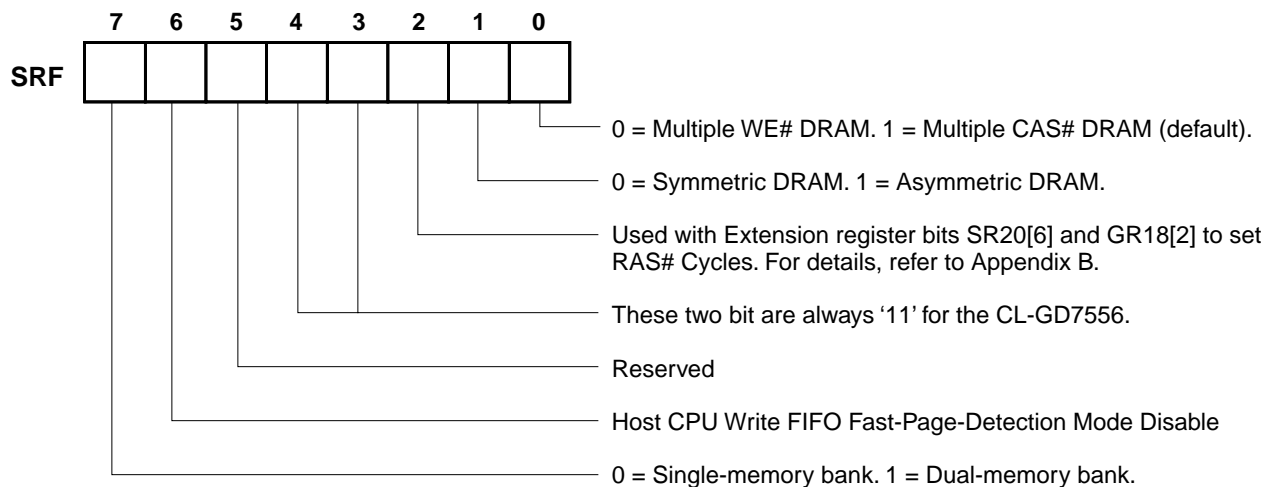 7 6 5 4 3 2 1 0
SRF
0 = Multiple WE# DRAM. 1 = Multiple CAS# DRAM (default).
0 = Symmetric DRAM. 1 = Asymmetric DRAM.
Used with Extension register bits SR20[6] and GR18[2] to set
RAS# Cycles. For details, refer to Appendix B.
These two bit are always ‘11’ for the CL-GD7556.
Reserved
Host CPU Write FIFO Fast-Page-Detection Mode Disable
0 = Single-memory bank. 1 = Dual-memory bank.